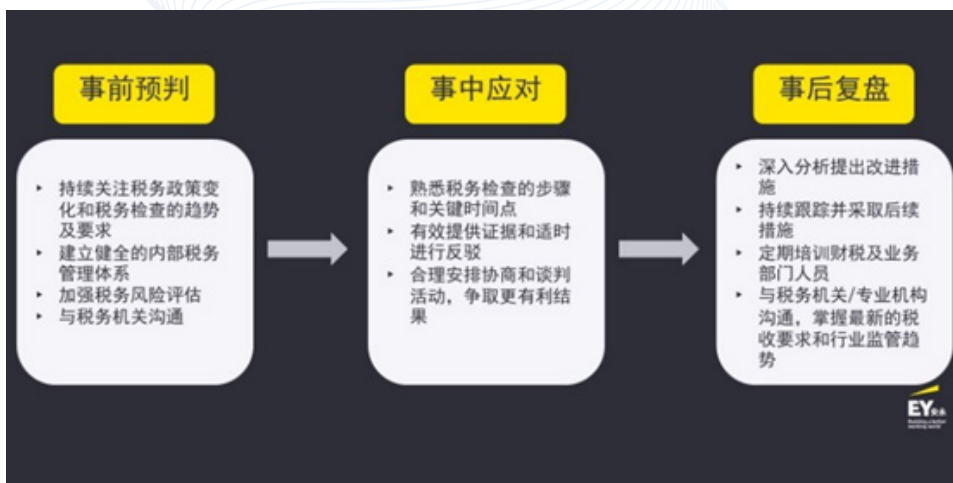 事前预判
▸ 持续关注税务政策变
化和税务检查的趋势
及要求
▸ 建立健全的内部税务
管理体系
▸ 加强税务风险评估
▸ 与税务机关沟通
事中应对
▸ 熟悉税务检查的步骤
和关键时间点
▸ 有效提供证据和适时
进行反驳
▸ 合理安排协商和谈判
活动，争取更有利结
果
事后复盘
▸ 深入分析提出改进措
施
▸ 持续跟踪并采取后续
措施
▸ 定期培训财税及业务
部门人员
▸ 与税务机关/专业机构
沟通，掌握最新的税
收要求和行业监管趋
势
EY安永
Building a better
working world